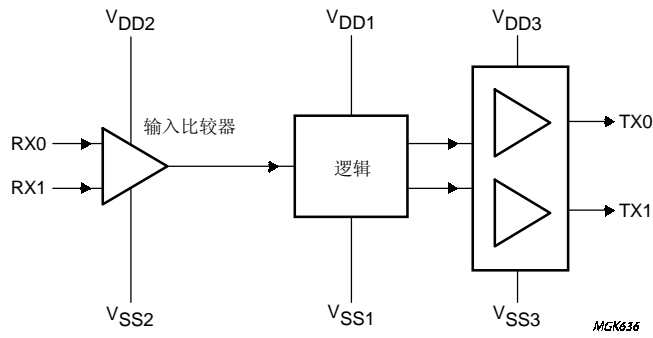 VDD2
VDD1
VDD3
输入比较器
RX0
RX1
逻辑
TX0
TX1
VSS2
VSS1
VSS3
MGK636